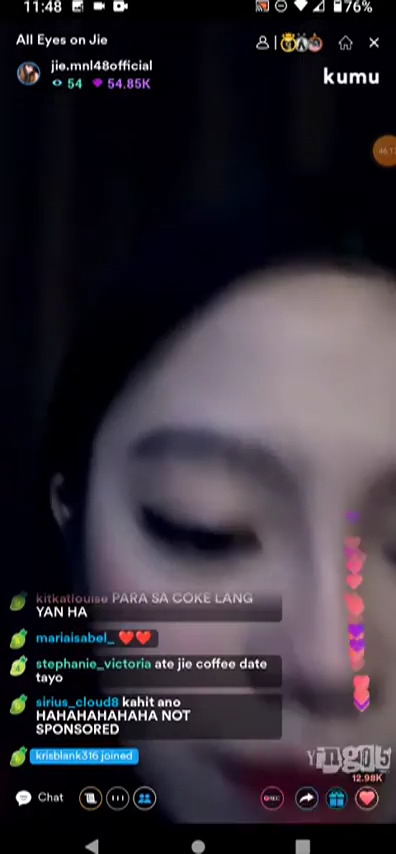 11:48
76%
All Eyes on Jie
jie.mnl48official
54 54.85K
kumu
kitkatlouise PARA SA COKE LANG
YAN HA
mariaisabel_ ❤️❤️
stephanie_victoria ate jie coffee date
tayo
sirius_cloud8 kahit ano
HAHAHAHAHAHA NOT
SPONSORED
krisblank316 joined
12.98K
Chat